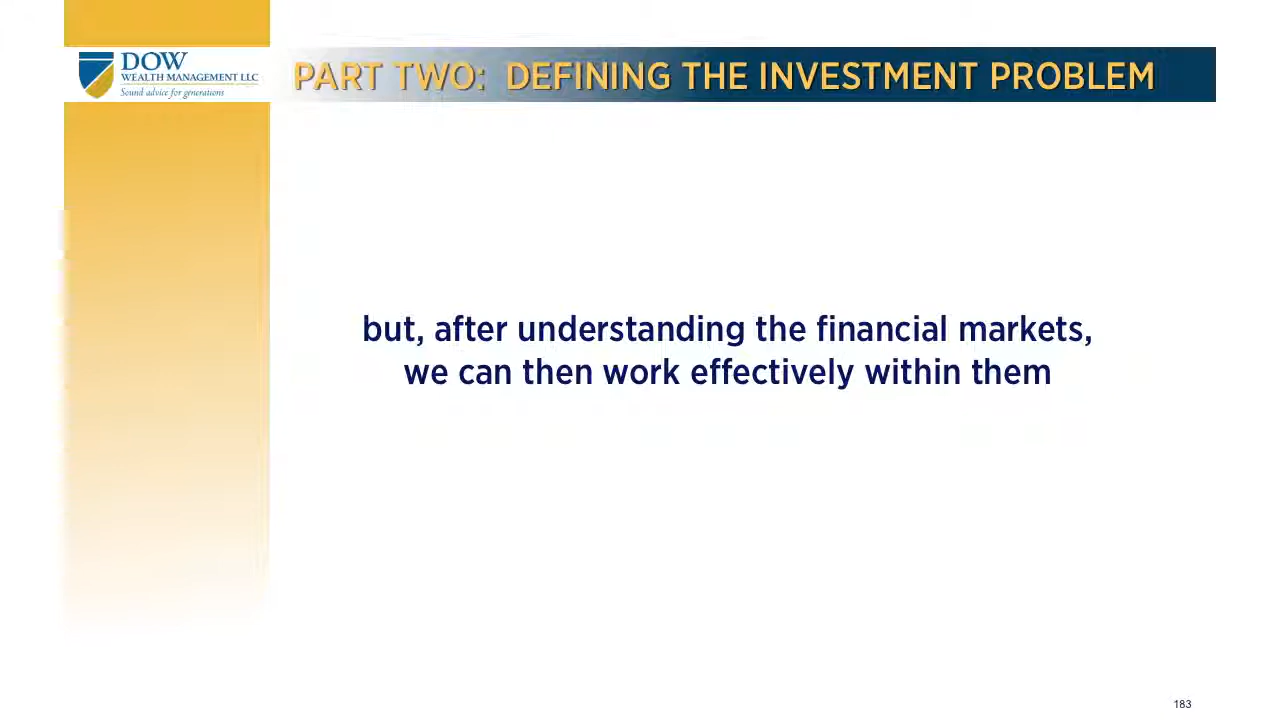 DOW
WEALTH MANAGEMENT LLC
Sound advice for generations
PART TWO: DEFINING THE INVESTMENT PROBLEM
but, after understanding the financial markets,
we can then work effectively within them
183